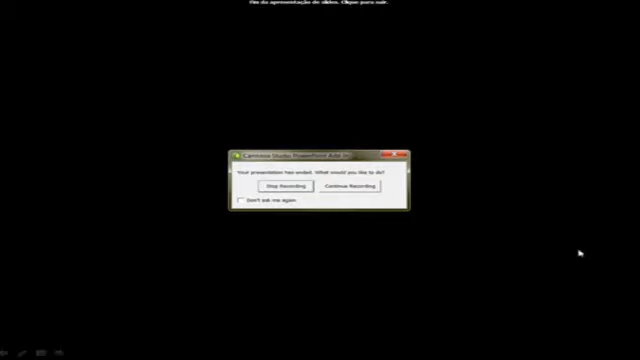 Fim da apresentação de slides. Clique para sair.
Camtasia Studio PowerPoint Add-in
Your presentation has ended. What would you like to do?
Stop Recording
Continue Recording
Don't ask me again